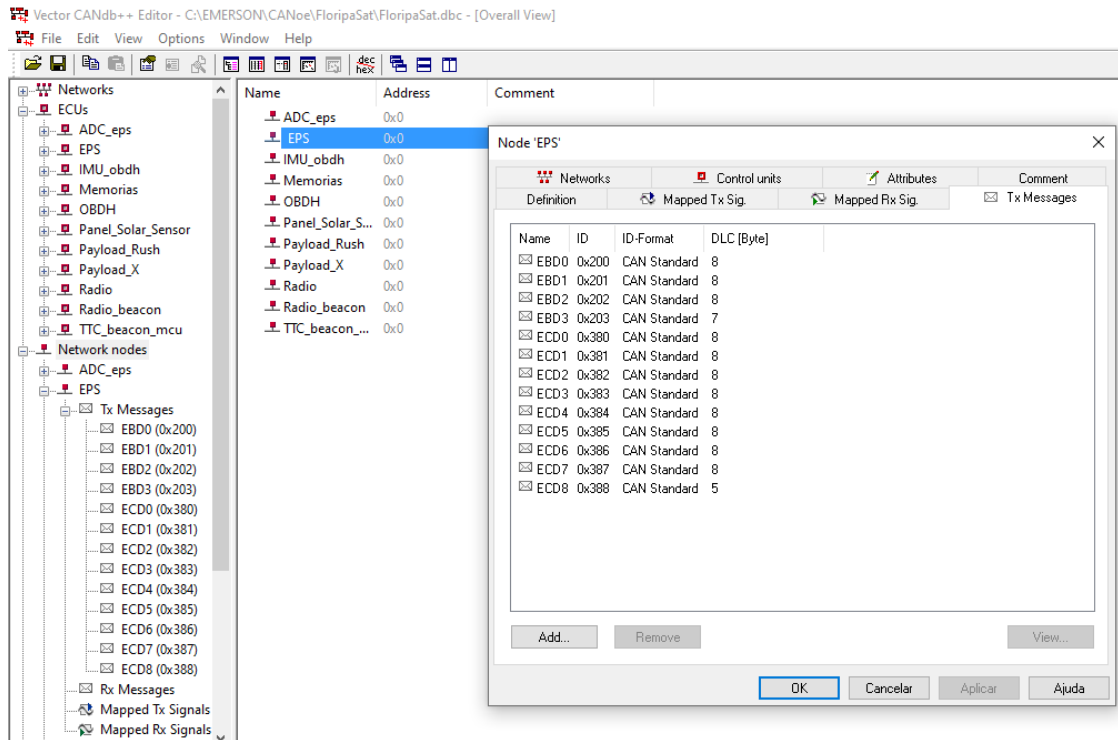 Vector CANdb++ Editor - C:\EMERSON\CANoe\FloripaSat\FloripaSat.dbc - [Overall View]
File Edit View Options Window Help
dec
hex
Networks
ECUs
ADC_eps
EPS
IMU_obdh
Memorias
OBDH
Panel_Solar_Sensor
Payload_Rush
Payload_X
Radio
Radio_beacon
TTC_beacon_mcu
Network nodes
ADC_eps
EPS
Tx Messages
EBD0 (0x200)
EBD1 (0x201)
EBD2 (0x202)
EBD3 (0x203)
ECD0 (0x380)
ECD1 (0x381)
ECD2 (0x382)
ECD3 (0x383)
ECD4 (0x384)
ECD5 (0x385)
ECD6 (0x386)
ECD7 (0x387)
ECD8 (0x388)
Rx Messages
Mapped Tx Signals
Mapped Rx Signals
Name Address Comment
ADC_eps 0x0
EPS 0x0
IMU_obdh 0x0
Memorias 0x0
OBDH 0x0
Panel_Solar_S... 0x0
Payload_Rush 0x0
Payload_X 0x0
Radio 0x0
Radio_beacon 0x0
TTC_beacon_... 0x0
Node 'EPS'
Networks Control units Attributes Comment
Definition Mapped Tx Sig. Mapped Rx Sig. Tx Messages
Name ID ID-Format DLC [Byte]
EBD0 0x200 CAN Standard 8
EBD1 0x201 CAN Standard 8
EBD2 0x202 CAN Standard 8
EBD3 0x203 CAN Standard 7
ECD0 0x380 CAN Standard 8
ECD1 0x381 CAN Standard 8
ECD2 0x382 CAN Standard 8
ECD3 0x383 CAN Standard 8
ECD4 0x384 CAN Standard 8
ECD5 0x385 CAN Standard 8
ECD6 0x386 CAN Standard 8
ECD7 0x387 CAN Standard 8
ECD8 0x388 CAN Standard 5
Add... Remove View...
OK Cancelar Aplicar Ajuda